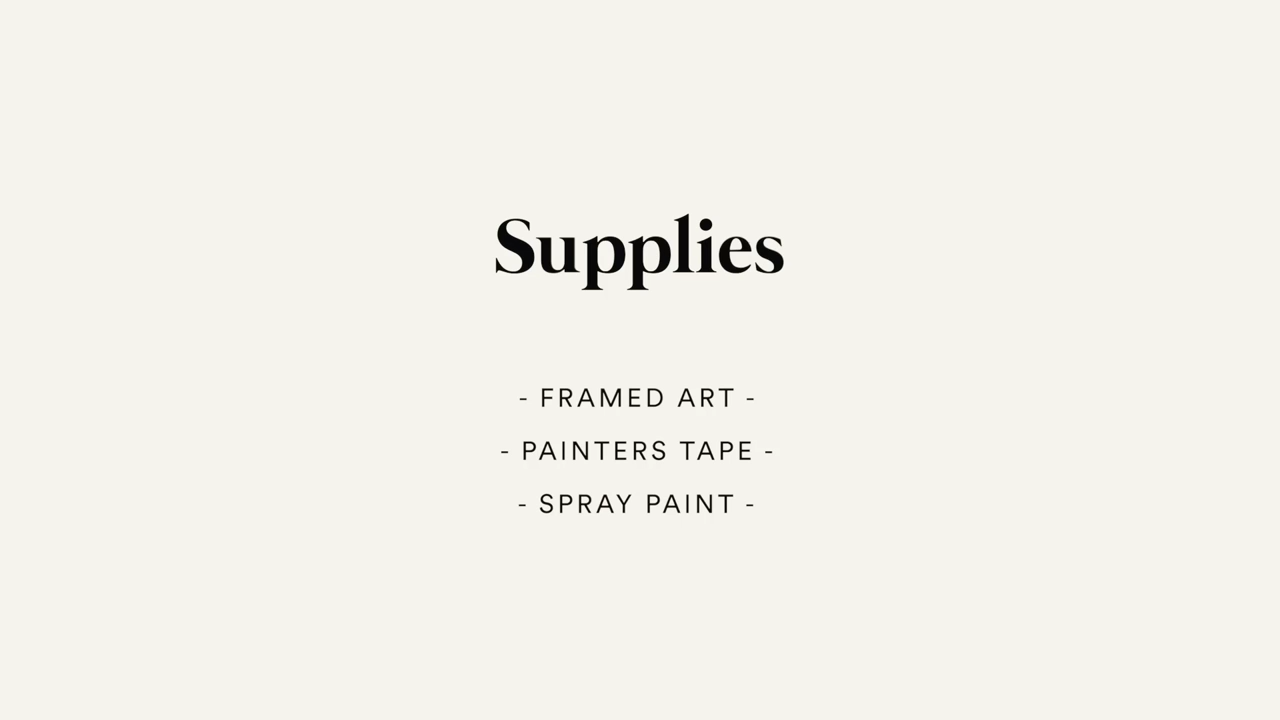 Supplies
- FRAMED ART -
- PAINTERS TAPE -
- SPRAY PAINT -